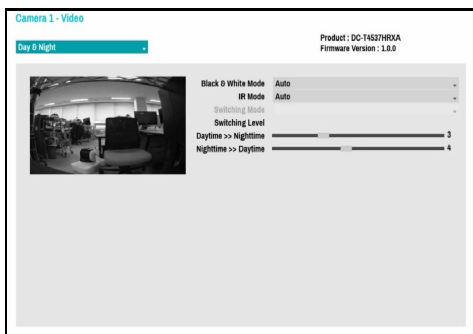 Camera 1 - Video
Day & Night
Product : DC-T4537HRXA
Firmware Version : 1.0.0
Black & White Mode Auto
IR Mode Auto
Switching Mode
Switching Level
Daytime >> Nighttime 3
Nighttime >> Daytime 4